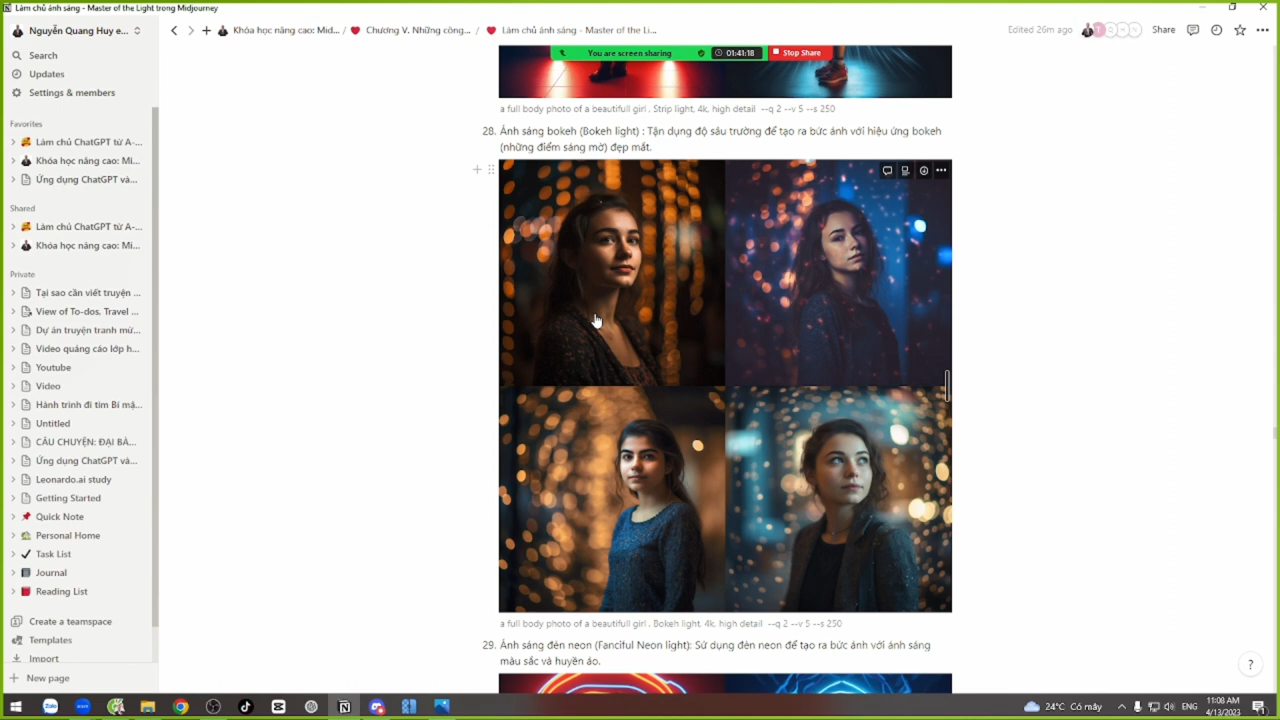 Làm chủ ánh sáng - Master of the Light trong Midjourney
Nguyễn Quang Huy e...
Khóa học nâng cao: Mid... /
Chương V. Những công... /
Làm chủ ánh sáng - Master of the Li...
Edited 26m ago
Share
Search
Updates
Settings & members
Favorites
Làm chủ ChatGPT từ A-...
Khóa học nâng cao: Mi...
Ứng dụng ChatGPT và...
Shared
Làm chủ ChatGPT từ A-...
Khóa học nâng cao: Mi...
Private
Tại sao cần viết truyện ...
View of To-dos, Travel ...
Dự án truyện tranh mừ...
Video quảng cáo lớp h...
Youtube
Video
Hành trình đi tìm Bí mậ...
Untitled
CÂU CHUYỆN: ĐẠI BÀ...
Ứng dụng ChatGPT và...
Leonardo.ai study
Getting Started
Quick Note
Personal Home
Task List
Journal
Reading List
Create a teamspace
Templates
Import
New page
You are screen sharing
01:41:18
Stop Share
a full body photo of a beautifull girl . Strip light, 4k, high detail --q 2 --v 5 --s 250
28. Ánh sáng bokeh (Bokeh light) : Tận dụng độ sâu trường để tạo ra bức ảnh với hiệu ứng bokeh
(những điểm sáng mờ) đẹp mắt.
a full body photo of a beautifull girl . Bokeh light, 4k, high detail --q 2 --v 5 --s 250
29. Ánh sáng đèn neon (Fanciful Neon light): Sử dụng đèn neon để tạo ra bức ảnh với ánh sáng
màu sắc và huyền ảo.
?
Zalo
24°C Có mây
ENG
11:08 AM
4/13/2023